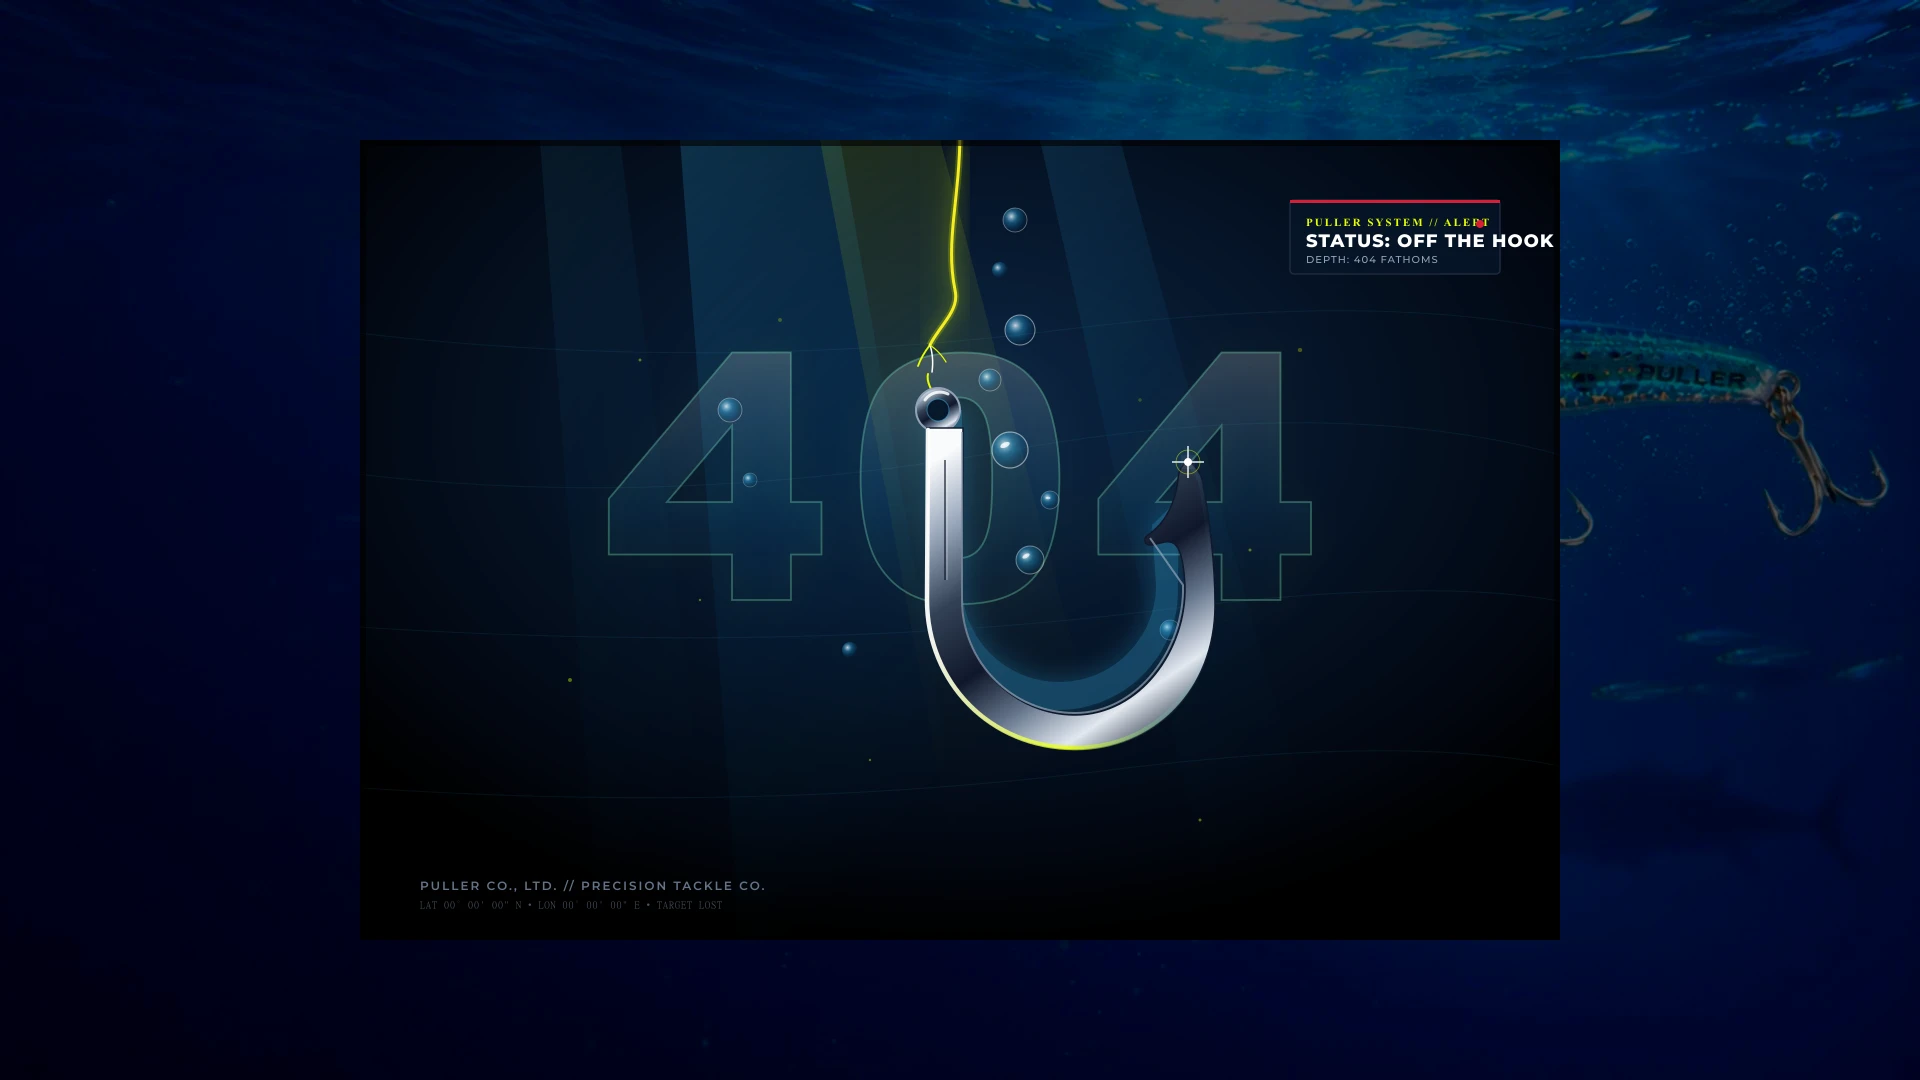 PULLER SYSTEM // ALERT
STATUS: OFF THE HOOK
DEPTH: 404 FATHOMS
404
PULLER
PULLER CO., LTD. // PRECISION TACKLE CO.
LAT 00° 00' 00" N • LON 00° 00' 00" E • TARGET LOST